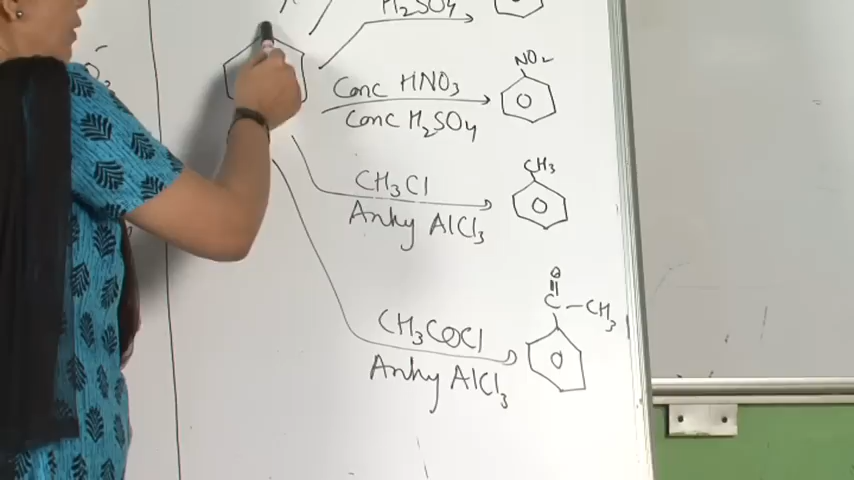 H2SO4
Conc HNO3
Conc H2SO4
NO2
CH3Cl
Anhy AlCl3
CH3
CH3COCl
Anhy AlCl3
O
C-CH3